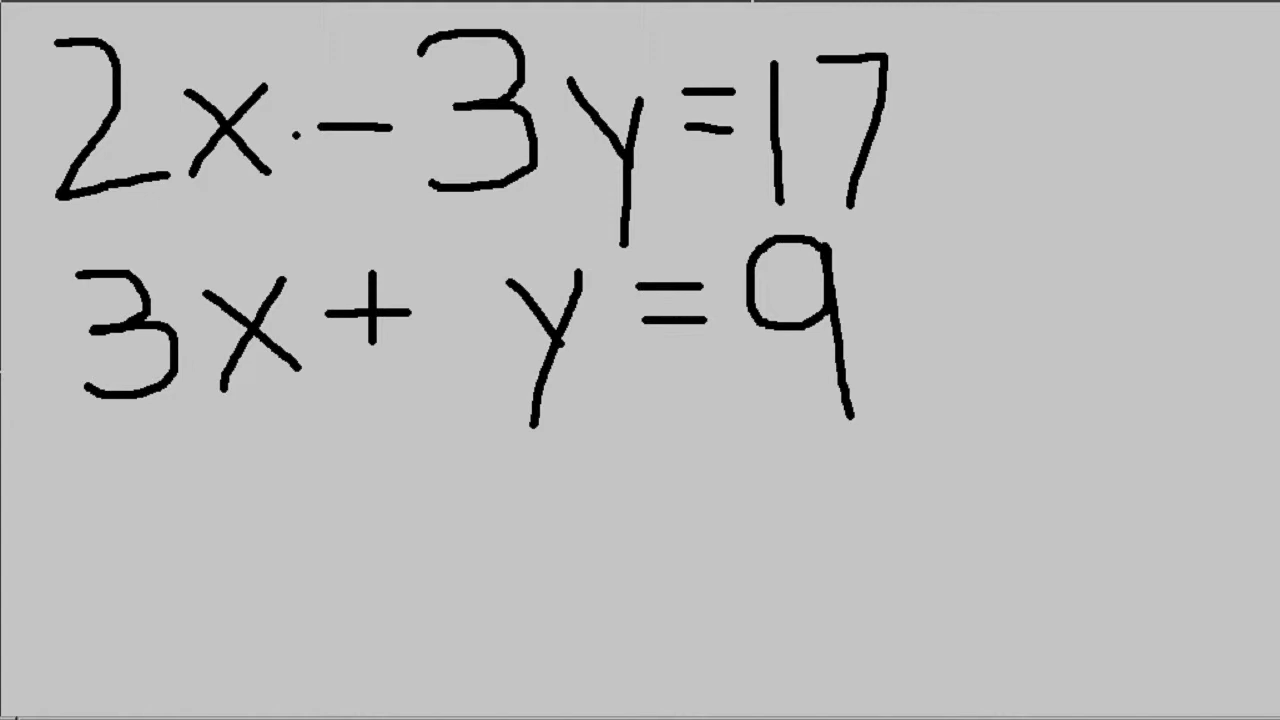 2x - 3y = 17
3x + y = 9